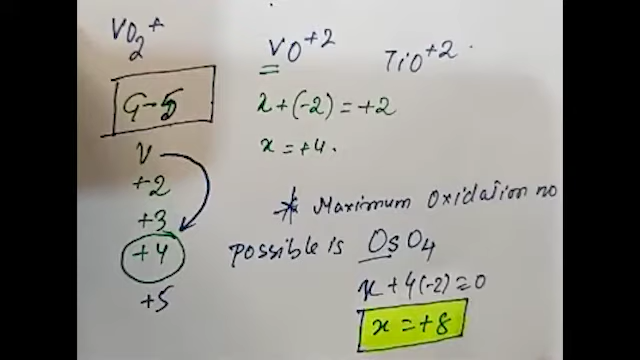 VO₂⁺
VO⁺²
TiO⁺²
G-5
x+(-2)=+2
x=+4.
V
+2
+3
+4
+5
* Maximum Oxidation no
possible is OsO4
x+4(-2)=0
x=+8